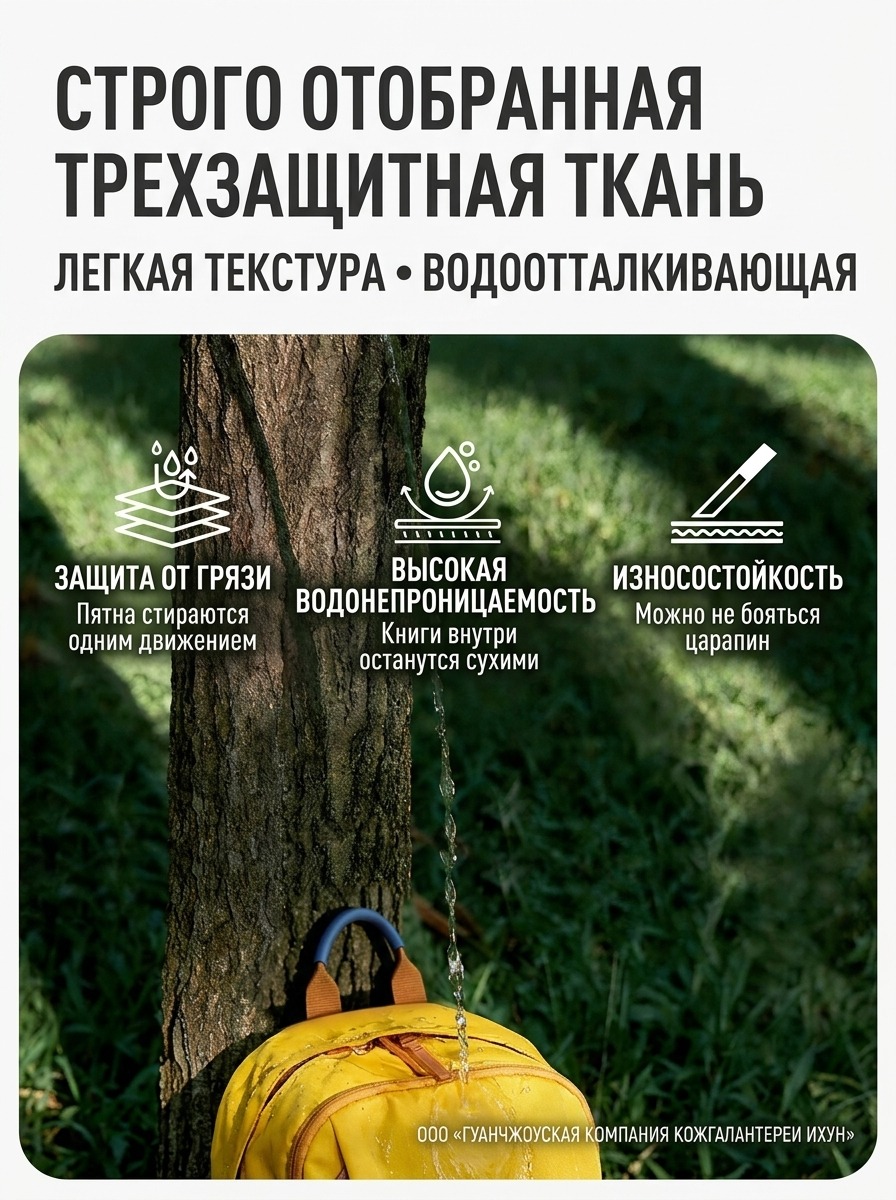 СТРОГО ОТОБРАННАЯ
ТРЕХЗАЩИТНАЯ ТКАНЬ
ЛЕГКАЯ ТЕКСТУРА • ВОДООТТАЛКИВАЮЩАЯ
ЗАЩИТА ОТ ГРЯЗИ
Пятна стираются
одним движением
ВЫСОКАЯ
ВОДОНЕПРОНИЦАЕМОСТЬ
Книги внутри
останутся сухими
ИЗНОСОСТОЙКОСТЬ
Можно не бояться
царапин
ООО «ГУАНЧЖОУСКАЯ КОМПАНИЯ КОЖГАЛАНТЕРЕИ ИХУН»